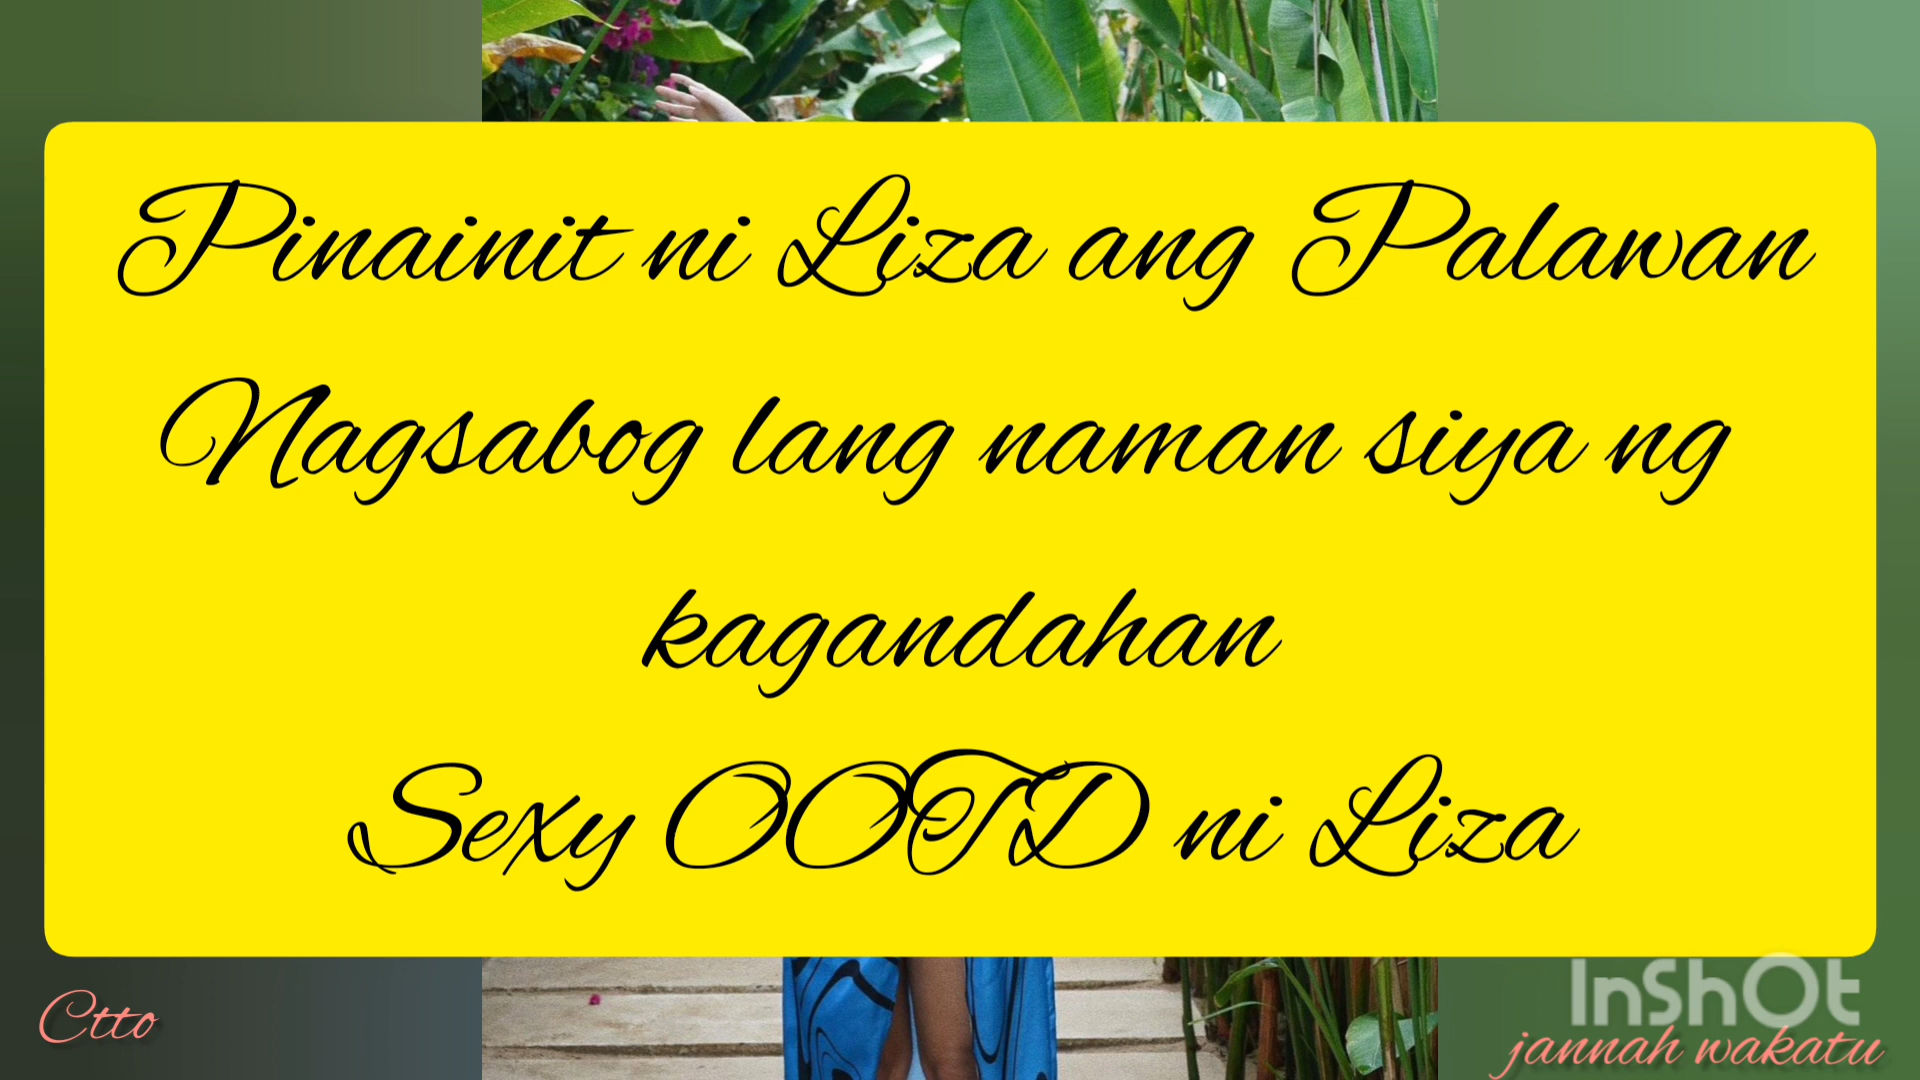 Pinainit ni Liza ang Palawan
Nagsabog lang naman siya ng
kagandahan
Sexy OOTD ni Liza
Ctto
InShOt
jannah wakatu